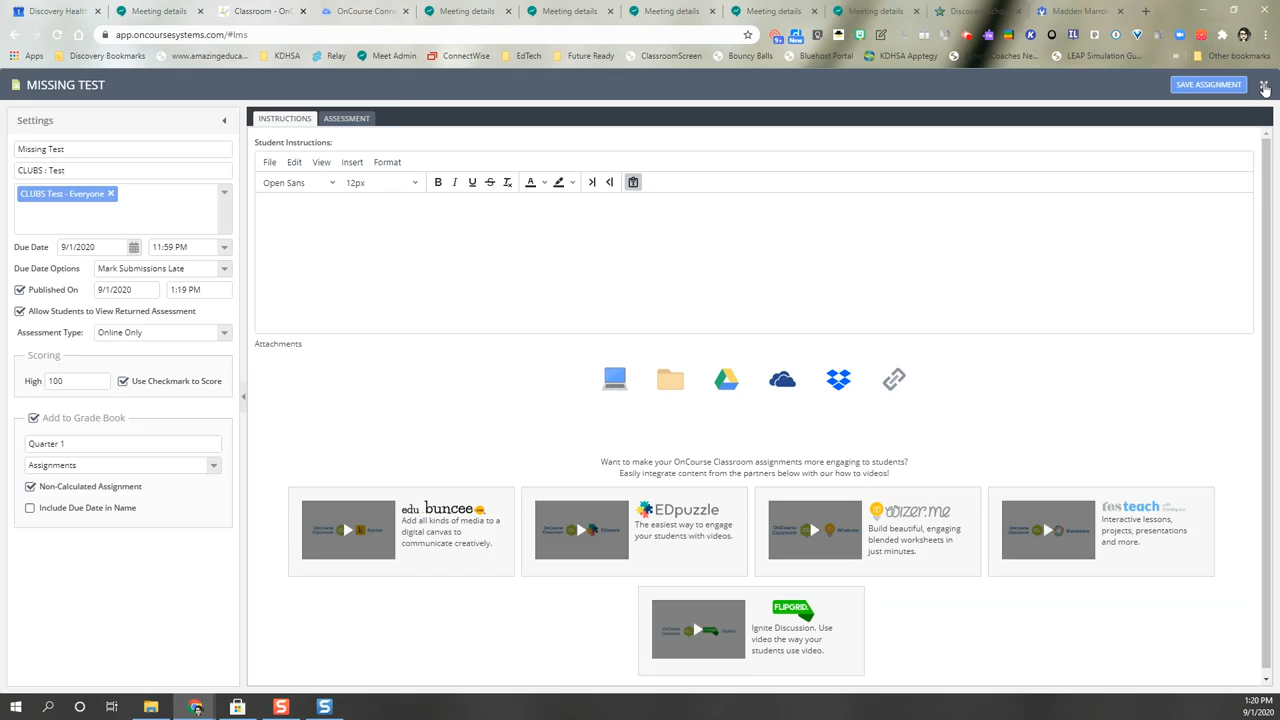 Discovery Health
Meeting details
Classroom - OnC
OnCourse Conn
Meeting details
Meeting details
Meeting details
Meeting details
Meeting details
Madden Marro
app.oncoursesystems.com/#lms
Apps
Discovery Bookmarks
www.amazingeduca...
KDHSA
Relay
Meet Admin
ConnectWise
EdTech
Future Ready
ClassroomScreen
Bouncy Balls
Bluehost Portal
KDHSA Apptegy
Coaches Ne...
LEAP Simulation Gu...
»
Other bookmarks
MISSING TEST
SAVE ASSIGNMENT
Settings
INSTRUCTIONS
ASSESSMENT
Missing Test
CLUBS : Test
CLUBS Test - Everyone
Due Date 9/1/2020 11:59 PM
Due Date Options Mark Submissions Late
Published On 9/1/2020 1:19 PM
Allow Students to View Returned Assessment
Assessment Type: Online Only
Scoring
High 100 Use Checkmark to Score
Add to Grade Book
Quarter 1
Assignments
Non-Calculated Assignment
Include Due Date in Name
Student Instructions:
File Edit View Insert Format
Open Sans 12px B I U S
Attachments
Want to make your OnCourse Classroom assignments more engaging to students?
Easily integrate content from the partners below with our how to videos!
edu buncee
Add all kinds of media to a
digital canvas to
communicate creatively.
EDpuzzle
The easiest way to engage
your students with videos.
wizer.me
Build beautiful, engaging
blended worksheets in
just minutes.
Interactive lessons,
projects, presentations
and more.
FLIPGRID.
Ignite Discussion. Use
video the way your
students use video.
1:20 PM
9/1/2020